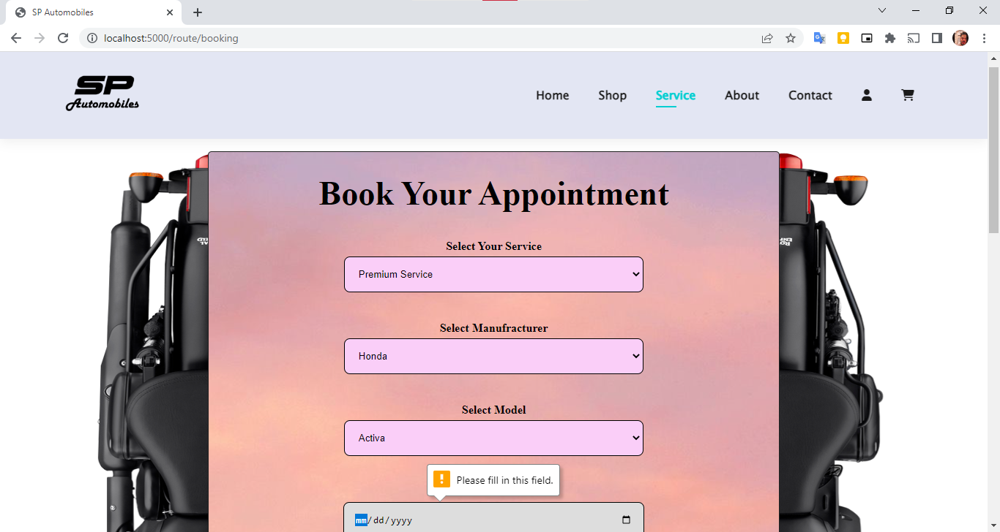 SP Automobiles
localhost:5000/route/booking
SP
Automobiles
Home Shop Service About Contact
Book Your Appointment
Select Your Service
Premium Service
Select Manufracturer
Honda
Select Model
Activa
Please fill in this field.
mm/dd/yyyy